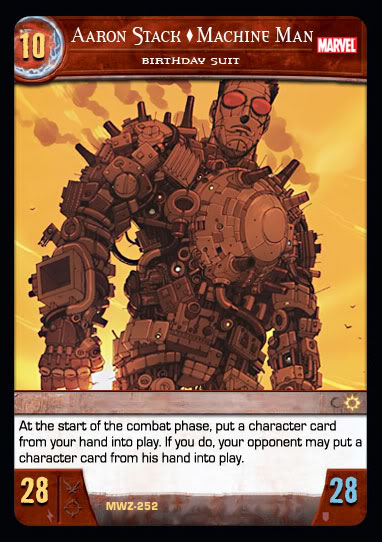 10
Aaron Stack ♦ Machine Man
MARVEL
BIRTHDAY SUIT
At the start of the combat phase, put a character card
from your hand into play. If you do, your opponent may put a
character card from his hand into play.
28
MWZ-252
28